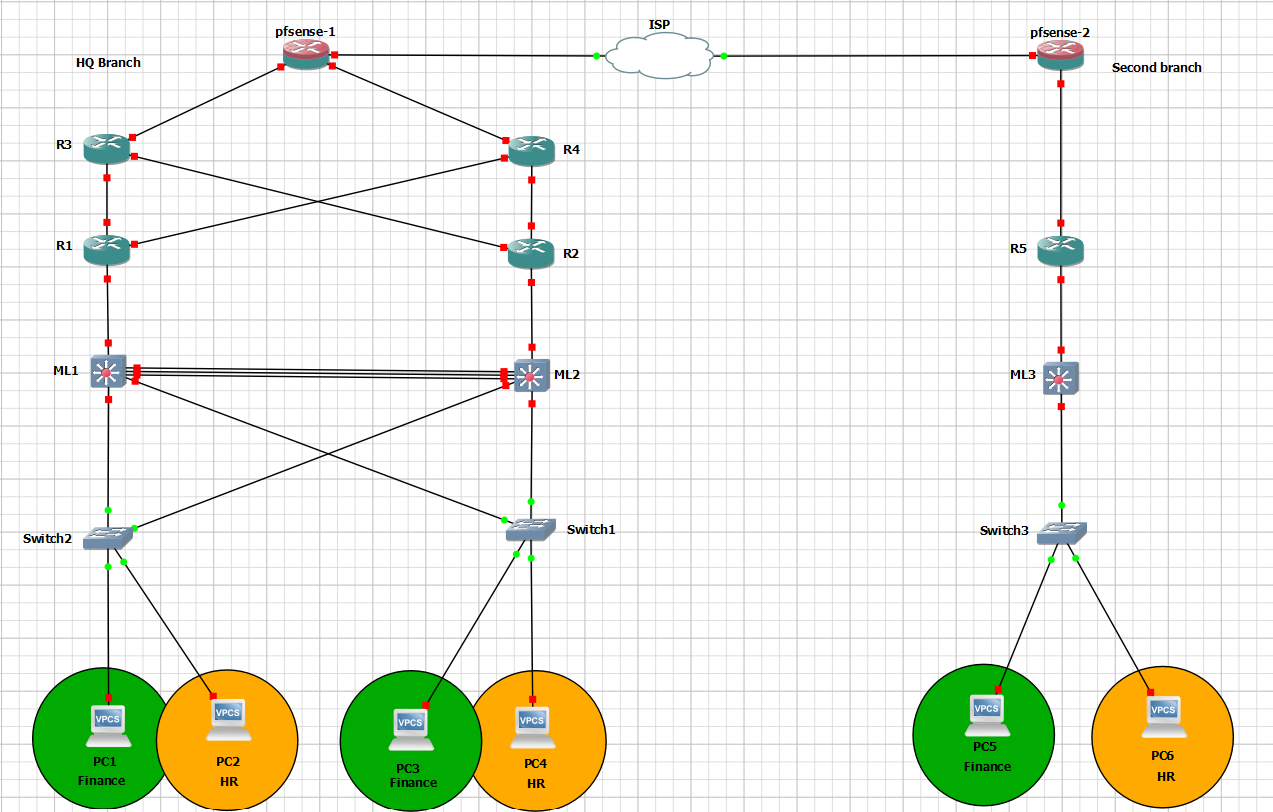 ISP
pfsense-1
pfsense-2
HQ Branch
Second branch
R3
R4
R1
R2
R5
ML1
ML2
ML3
Switch2
Switch1
Switch3
VPCS
VPCS
VPCS
VPCS
VPCS
VPCS
PC1
Finance
PC2
HR
PC3
Finance
PC4
HR
PC5
Finance
PC6
HR